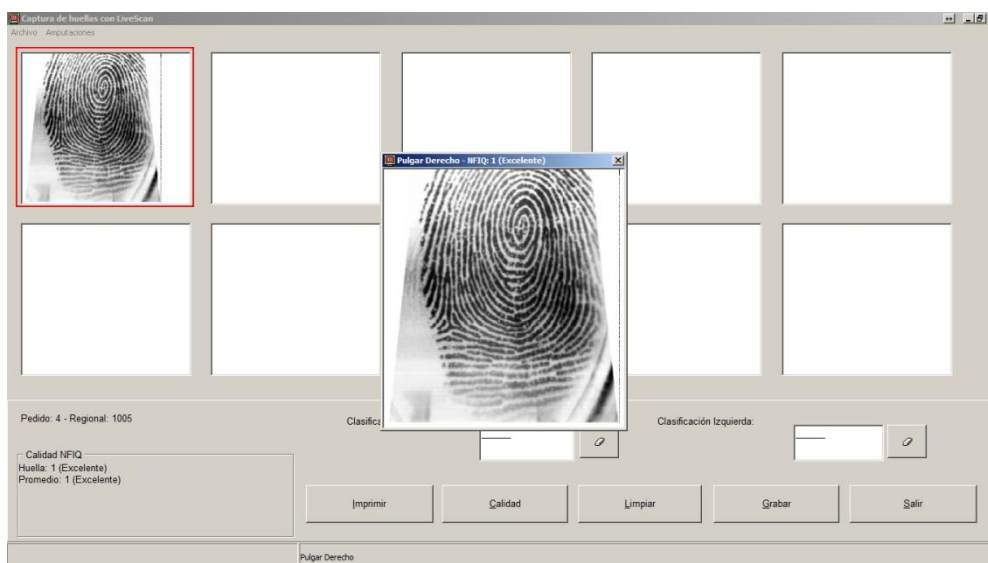 Captura de huellas con LiveScan
Archivo Amputaciones
Pulgar Derecho - NFIQ: 1 (Excelente)
Pedido: 4 - Regional: 1005
Clasificación Izquierda:
Calidad NFIQ
Huella: 1 (Excelente)
Promedio: 1 (Excelente)
Imprimir
Calidad
Limpiar
Grabar
Salir
Pulgar Derecho